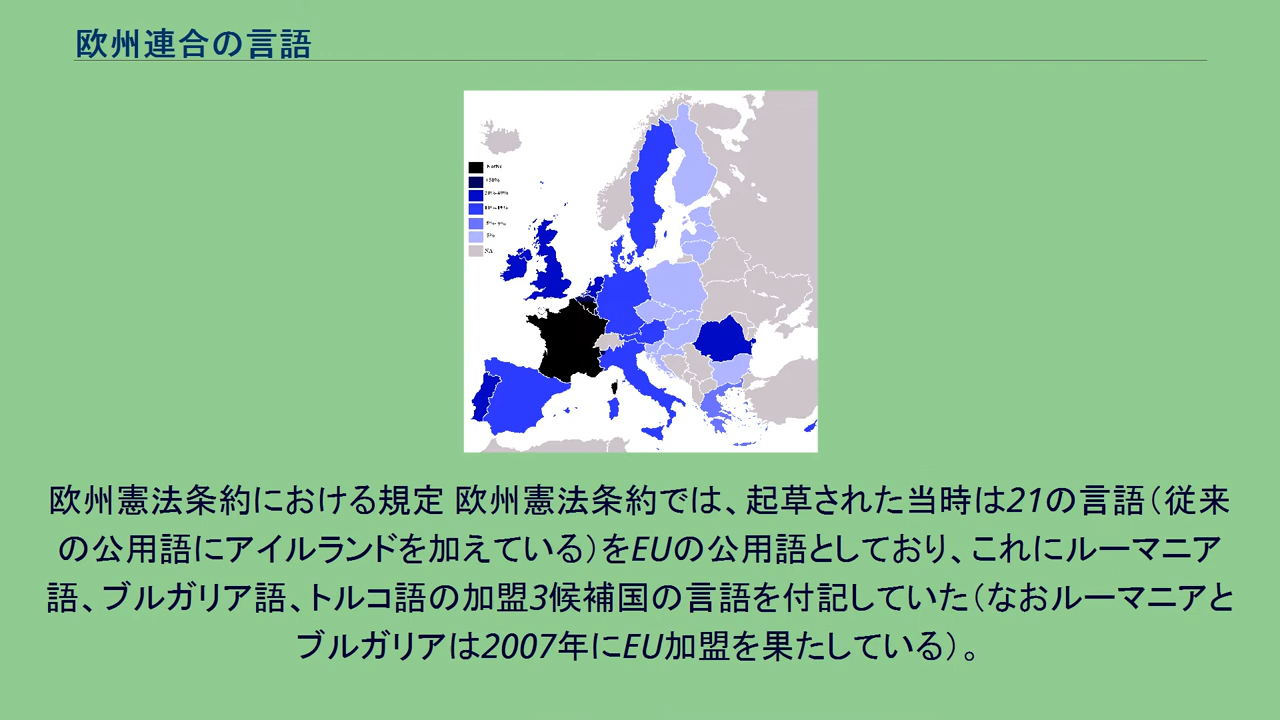 欧州連合の言語
NA
欧州憲法条約における規定 欧州憲法条約では、起草された当時は21の言語（従来
の公用語にアイルランドを加えている）をEUの公用語としており、これにルーマニア
語、ブルガリア語、トルコ語の加盟3候補国の言語を付記していた（なおルーマニアと
ブルガリアは2007年にEU加盟を果たしている）。